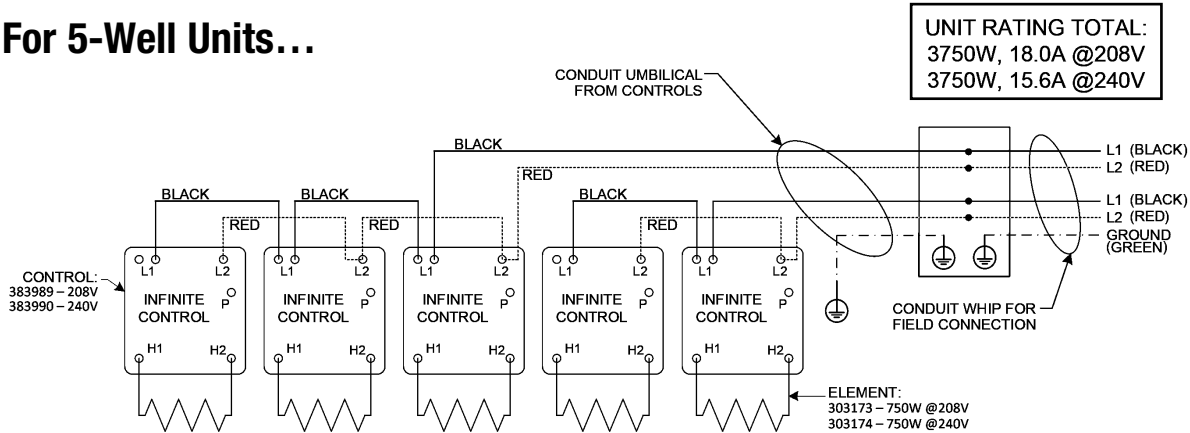 For 5-Well Units…
UNIT RATING TOTAL:
3750W, 18.0A @208V
3750W, 15.6A @240V
CONDUIT UMBILICAL
FROM CONTROLS
BLACK
L1 (BLACK)
L2 (RED)
RED
BLACK
BLACK
BLACK
L1 (BLACK)
L2 (RED)
RED
RED
RED
GROUND
(GREEN)
CONTROL:
383989 – 208V
383990 – 240V
L1
L2
P
INFINITE
CONTROL
H1
H2
L1
L2
P
INFINITE
CONTROL
H1
H2
L1
L2
P
INFINITE
CONTROL
H1
H2
L1
L2
P
INFINITE
CONTROL
H1
H2
L1
L2
P
INFINITE
CONTROL
H1
H2
CONDUIT WHIP FOR
FIELD CONNECTION
ELEMENT:
303173 – 750W @208V
303174 – 750W @240V